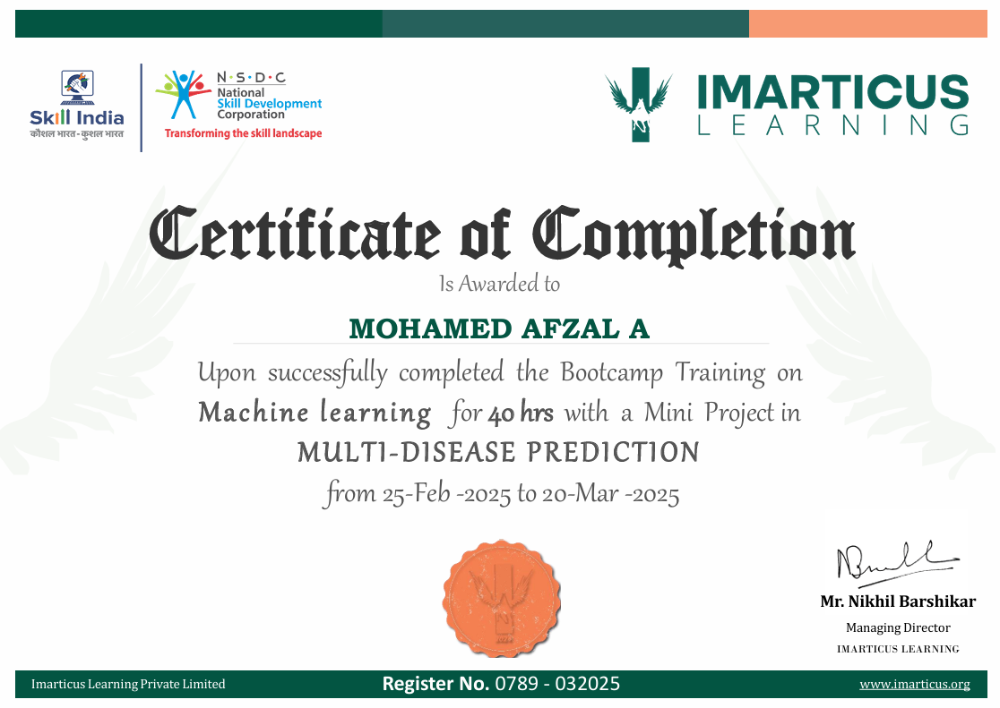 Skill India
कौशल भारत - कुशल भारत
N·S·D·C
National
Skill Development
Corporation
Transforming the skill landscape
IMARTICUS
LEARNING
Certificate of Completion
Is Awarded to
MOHAMED AFZAL A
Upon successfully completed the Bootcamp Training on
Machine learning for 40 hrs with a Mini Project in
MULTI-DISEASE PREDICTION
from 25-Feb -2025 to 20-Mar -2025
Mr. Nikhil Barshikar
Managing Director
IMARTICUS LEARNING
Imarticus Learning Private Limited
Register No. 0789 - 032025
www.imarticus.org